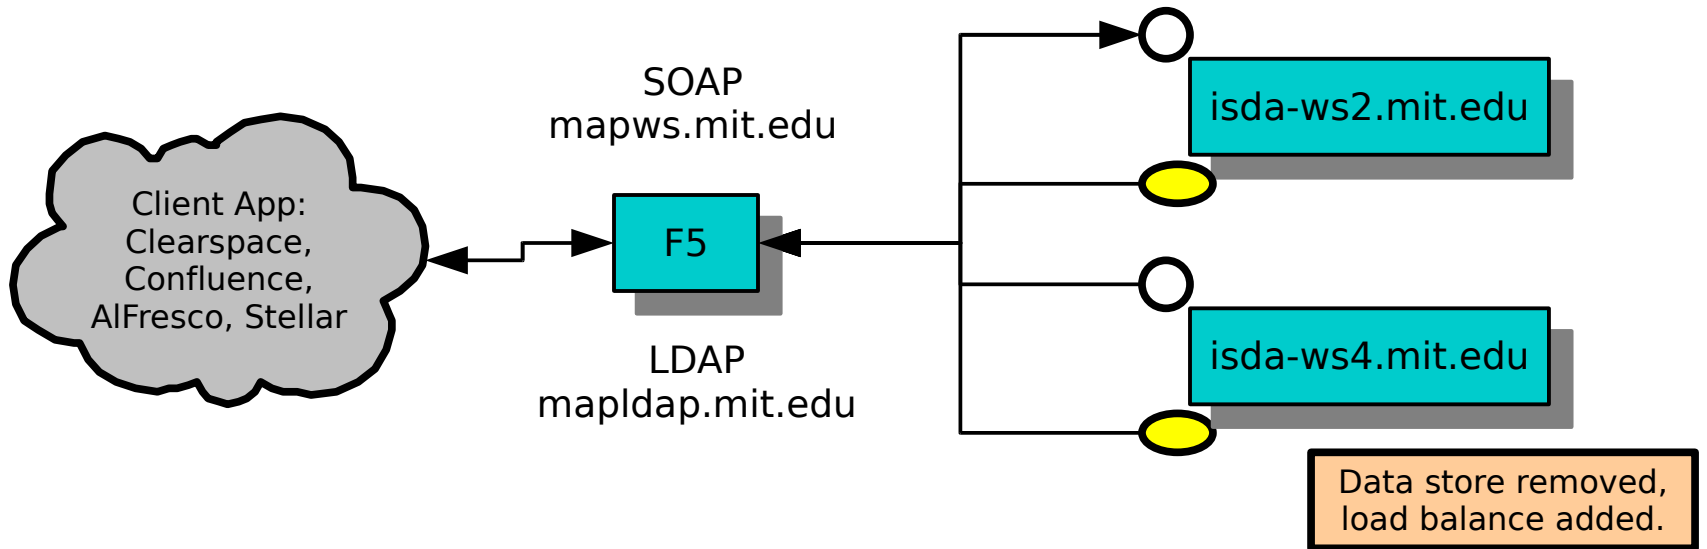 Client App:
Clearspace,
Confluence,
AlFresco, Stellar
SOAP
mapws.mit.edu
F5
LDAP
mapldap.mit.edu
isda-ws2.mit.edu
isda-ws4.mit.edu
Data store removed,
load balance added.